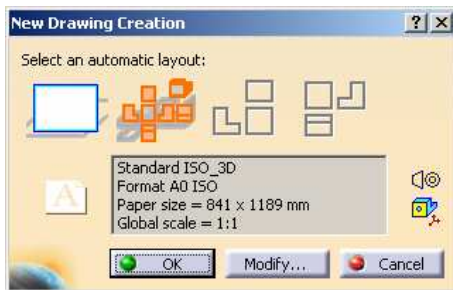 New Drawing Creation
Select an automatic layout:
Standard ISO_3D
Format A0 ISO
Paper size = 841 x 1189 mm
Global scale = 1:1
A
OK Modify... Cancel